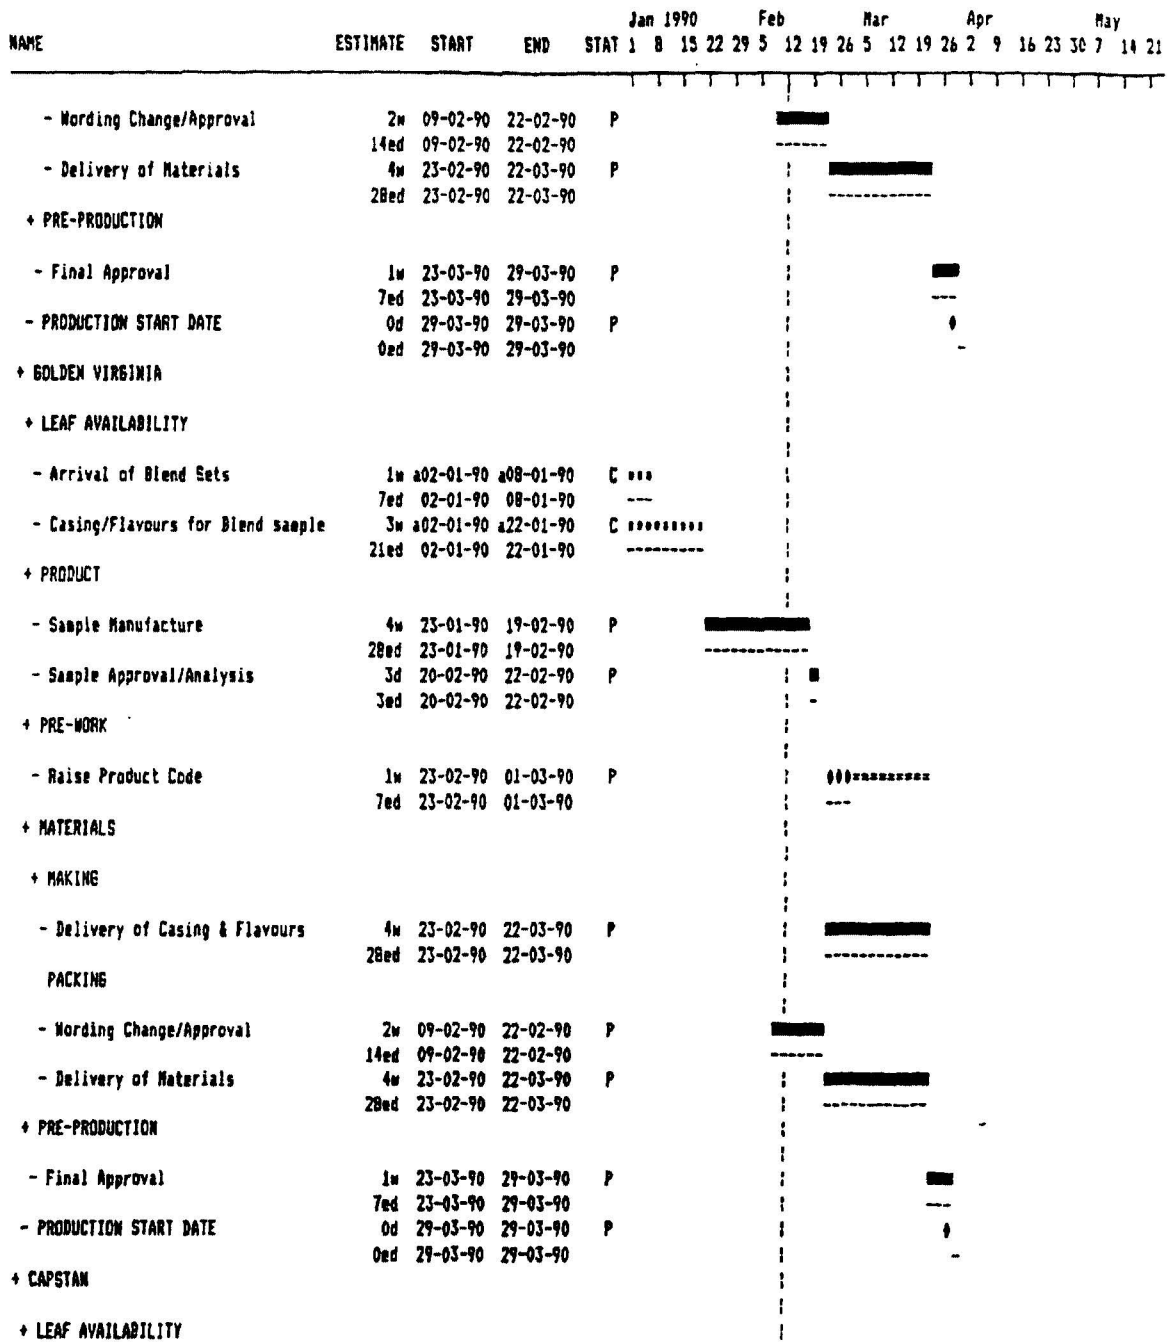 Jan 1990 Feb Mar Apr May
NAME ESTIMATE START END STAT 1 8 15 22 29 5 12 19 26 5 12 19 26 2 9 16 23 30 7 14 21
- Wording Change/Approval 2w 09-02-90 22-02-90 P
14ed 09-02-90 22-02-90
- Delivery of Materials 4w 23-02-90 22-03-90 P
28ed 23-02-90 22-03-90
+ PRE-PRODUCTION
- Final Approval 1w 23-03-90 29-03-90 P
7ed 23-03-90 29-03-90
- PRODUCTION START DATE 0d 29-03-90 29-03-90 P
0ed 29-03-90 29-03-90
+ GOLDEN VIRGINIA
+ LEAF AVAILABILITY
- Arrival of Blend Sets 1w a02-01-90 a08-01-90 C
7ed 02-01-90 08-01-90
- Casing/Flavours for Blend sample 3w a02-01-90 a22-01-90 C
21ed 02-01-90 22-01-90
+ PRODUCT
- Sample Manufacture 4w 23-01-90 19-02-90 P
28ed 23-01-90 19-02-90
- Sample Approval/Analysis 3d 20-02-90 22-02-90 P
3ed 20-02-90 22-02-90
+ PRE-WORK
- Raise Product Code 1w 23-02-90 01-03-90 P
7ed 23-02-90 01-03-90
+ MATERIALS
+ MAKING
- Delivery of Casing & Flavours 4w 23-02-90 22-03-90 P
28ed 23-02-90 22-03-90
PACKING
- Wording Change/Approval 2w 09-02-90 22-02-90 P
14ed 09-02-90 22-02-90
- Delivery of Materials 4w 23-02-90 22-03-90 P
28ed 23-02-90 22-03-90
+ PRE-PRODUCTION
- Final Approval 1w 23-03-90 29-03-90 P
7ed 23-03-90 29-03-90
- PRODUCTION START DATE 0d 29-03-90 29-03-90 P
0ed 29-03-90 29-03-90
+ CAPSTAN
+ LEAF AVAILABILITY